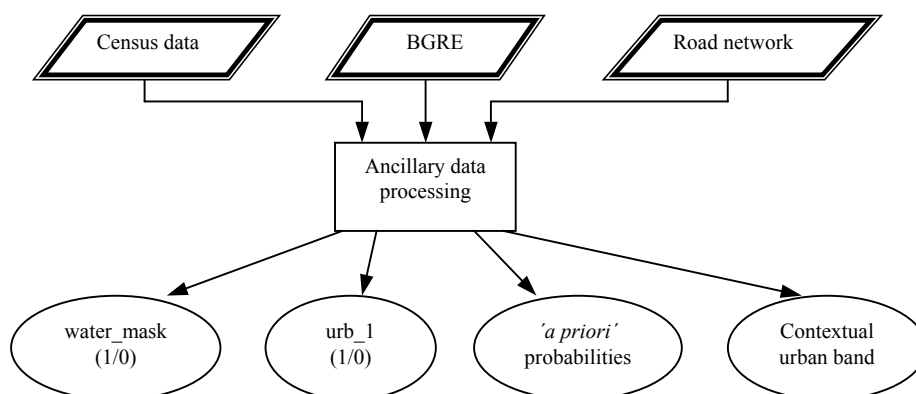 Census data
BGRE
Road network
Ancillary data
processing
water_mask
(1/0)
urb_1
(1/0)
´a priori´
probabilities
Contextual
urban band